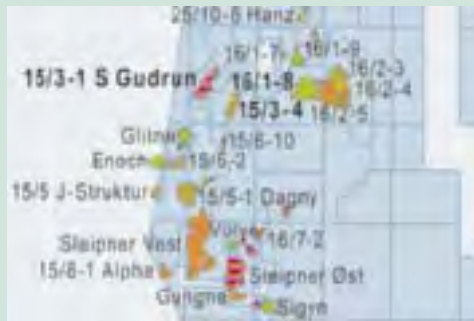 25/10-8 Hanz
16/1-7
16/1-9
15/3-1 S Gudrun
16/1-8
16/2-3
16/2-4
15/3-4
16/2-5
Glitne
15/6-10
Enoch
15/5-2
15/5 J-Struktur
15/5-1 Dagny
Volve
Sleipner Vest
16/7-2
15/8-1 Alpha
Sleipner Øst
Gungne
Sigyn